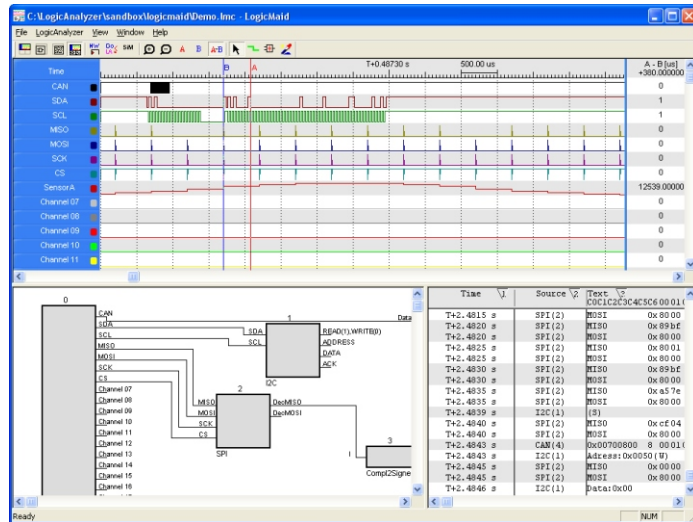 C:\LogicAnalyzer\sandbox\logicmaid\Demo.lmc - LogicMaid
File LogicAnalyzer View Window Help
SIM A B A-B
Time B A T+0.48730 s 500.00 us A - B [us]
+380.000000
CAN 0
SDA 1
SCL 1
MISO 0
MOSI 0
SCK 0
CS 0
SensorA 12539.00000
Channel 07 0
Channel 08 0
Channel 09 0
Channel 10 0
Channel 11 0
0
CAN
SDA
SCL
MISO
MOSI
SCK
CS
Channel 07
Channel 08
Channel 09
Channel 10
Channel 11
Channel 12
Channel 13
Channel 14
Channel 15
Channel 16
1
SDA READ(1),WRITE(0)
SCL ADDRESS
DATA
ACK
I2C
Data
2
MISO DecMISO
MOSI DecMOSI
SCK
CS
SPI
3
I
Compl2Signe
Time 1 Source 2 Text
C0C1C2C3C4C5C6 0001
T+2.4815 s SPI(2) MOSI 0x8000
T+2.4820 s SPI(2) MISO 0x89bf
T+2.4820 s SPI(2) MOSI 0x8000
T+2.4825 s SPI(2) MISO 0x8001
T+2.4825 s SPI(2) MOSI 0x8000
T+2.4830 s SPI(2) MISO 0x89bf
T+2.4830 s SPI(2) MOSI 0x8000
T+2.4835 s SPI(2) MISO 0xa57e
T+2.4835 s SPI(2) MOSI 0x8000
T+2.4839 s I2C(1) (S)
T+2.4840 s SPI(2) MISO 0xcf04
T+2.4840 s SPI(2) MOSI 0x8000
T+2.4843 s CAN(4) 0x00700800 8 0001
T+2.4843 s I2C(1) Adress:0x0050(W)
T+2.4845 s SPI(2) MISO 0x0000
T+2.4845 s SPI(2) MOSI 0x8000
T+2.4846 s I2C(1) Data:0x00
Ready NUM